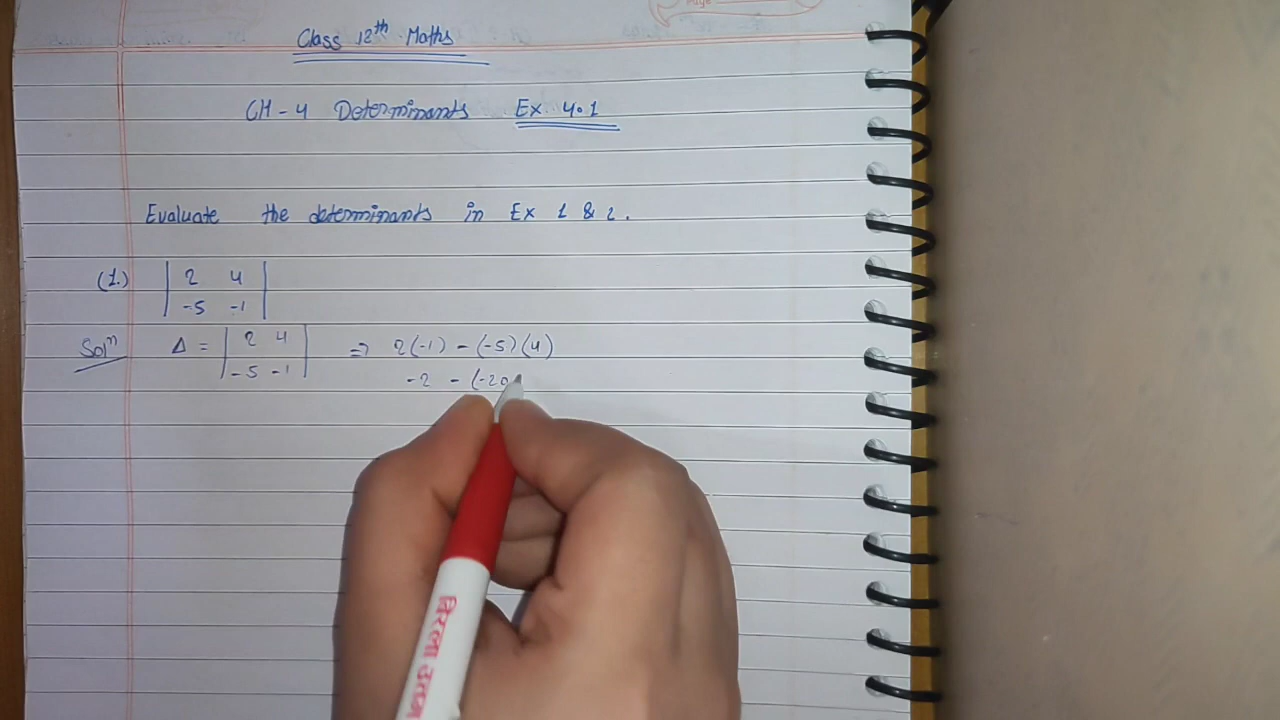 Class 12th Maths
CH-4 Determinants Ex 4.1
Evaluate the determinants in Ex 1 & 2.
(1.) | 2 4 |
| -5 -1 |
Solⁿ Δ = | 2 4 | ⇒ 2(-1) - (-5)(4)
| -5 -1 | -2 - (-20